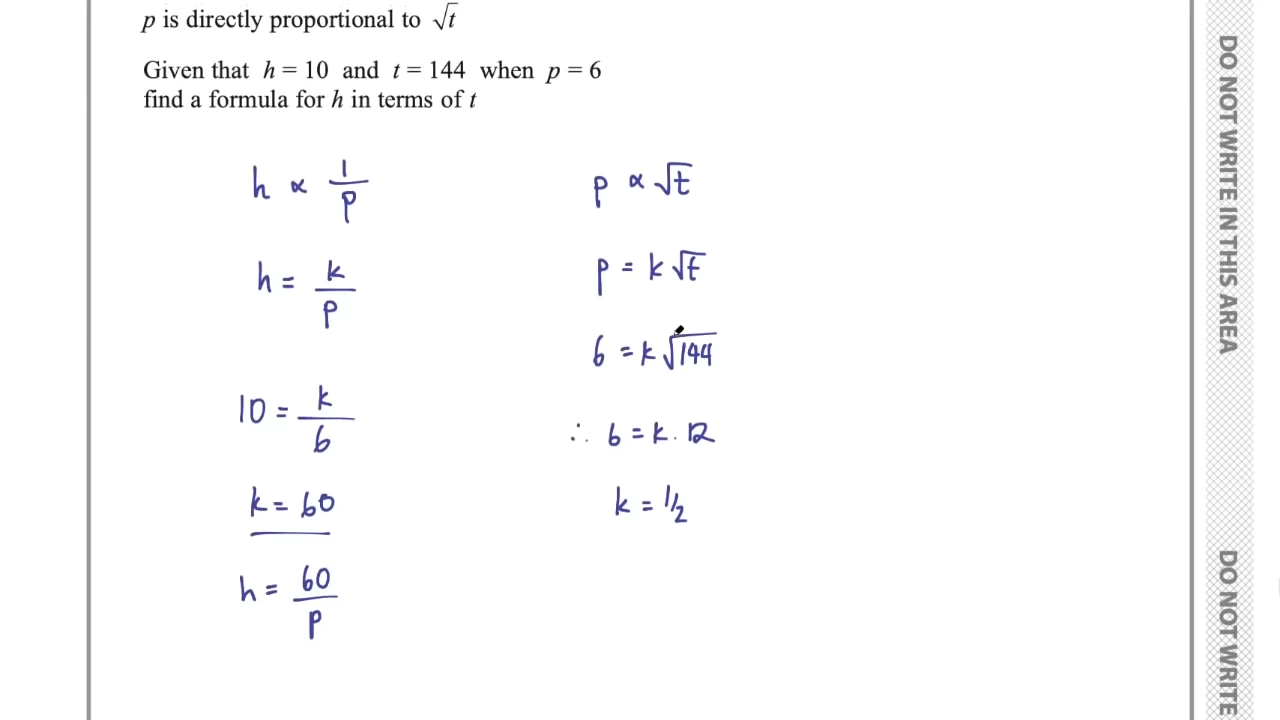 p is directly proportional to √t
Given that h = 10 and t = 144 when p = 6
find a formula for h in terms of t
h ∝ 1/p
h = k/p
10 = k/6
k = 60
h = 60/p
p ∝ √t
p = k√t
6 = k√144
∴ 6 = k . 12
k = 1/2
DO NOT WRITE IN THIS AREA
DO NOT WRITE